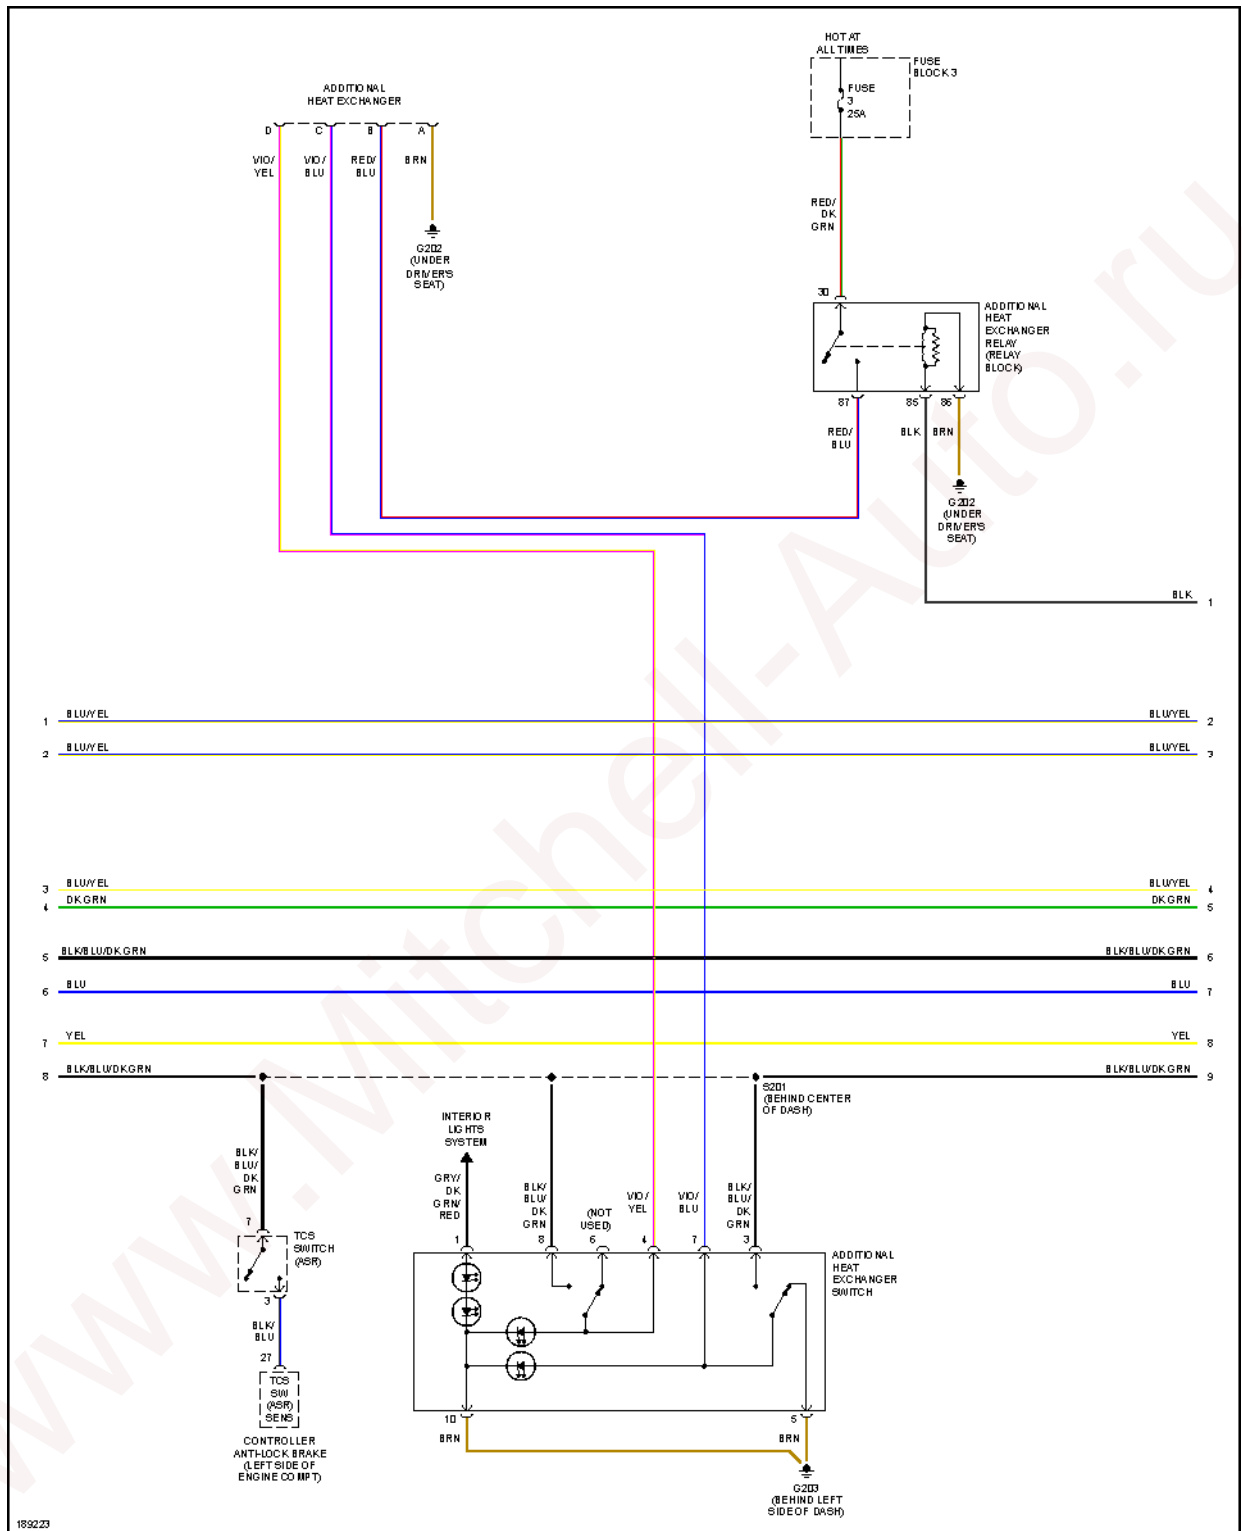 HOT AT
ALL TIMES
FUSE
BLOCK 3
FUSE
3
25A
ADDITIONAL
HEAT EXCHANGER
D
C
B
A
VIO/
YEL
VIO/
BLU
RED/
BLU
BRN
G202
(UNDER
DRIVER'S
SEAT)
RED/
DK
GRN
30
ADDITIONAL
HEAT
EXCHANGER
RELAY
(RELAY
BLOCK)
87
85
86
RED/
BLU
BLK
BRN
G202
(UNDER
DRIVER'S
SEAT)
BLK
1
1
BLU/YEL
BLU/YEL
2
2
BLU/YEL
BLU/YEL
3
3
BLU/YEL
BLU/YEL
4
4
DK GRN
DK GRN
5
5
BLK/BLU/DK GRN
BLK/BLU/DK GRN
6
6
BLU
BLU
7
7
YEL
YEL
8
8
BLK/BLU/DK GRN
BLK/BLU/DK GRN
9
S201
(BEHIND CENTER
OF DASH)
INTERIOR
LIGHTS
SYSTEM
BLK/
BLU/
DK
GRN
GRY/
DK
GRN/
RED
BLK/
BLU/
DK
GRN
(NOT
USED)
VIO/
YEL
VIO/
BLU
BLK/
BLU/
DK
GRN
7
TCS
SWITCH
(ASR)
3
1
8
6
4
7
3
ADDITIONAL
HEAT
EXCHANGER
SWITCH
BLK/
BLU
27
TCS
SW
(ASR)
SENS
CONTROLLER
ANTI-LOCK BRAKE
(LEFT SIDE OF
ENGINE COMPT)
10
5
BRN
BRN
G203
(BEHIND LEFT
SIDE OF DASH)
189223
www.Mitchell-Auto.ru